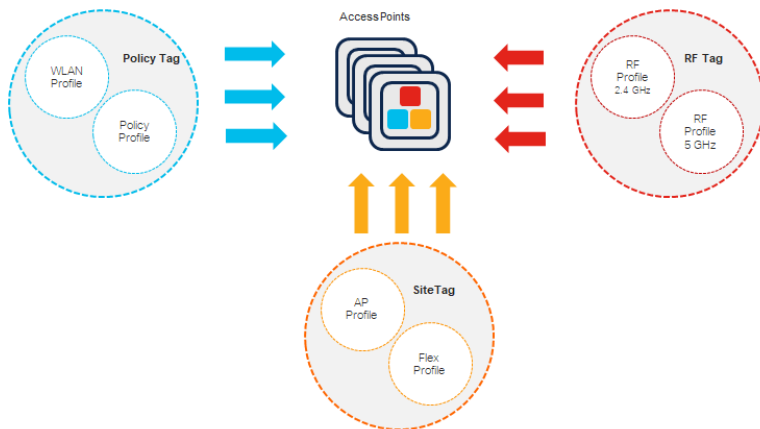 AccessPoints
Policy Tag
WLAN
Profile
Policy
Profile
RF Tag
RF
Profile
2.4 GHz
RF
Profile
5 GHz
SiteTag
AP
Profile
Flex
Profile